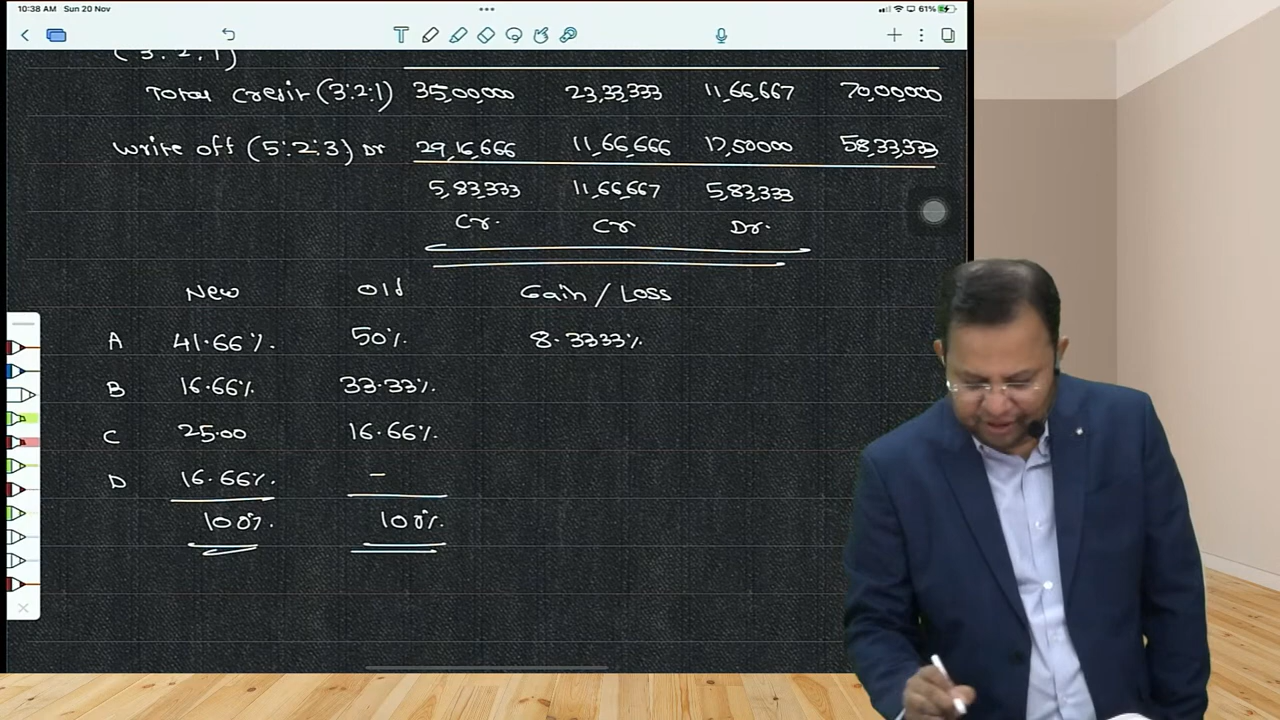 10:38 AM Sun 20 Nov
61%
(3:2:1)
Total Credit (3:2:1) 35,00,000 23,33,333 11,66,667 70,00,000
Write off (5:2:3) Dr 29,16,666 11,66,666 17,50000 58,33,333
5,83,333 11,66,667 5,83,333
Cr. Cr Dr.
New Old Gain / Loss
A 41.66%. 50%. 8.3333%
B 16.66% 33.33%.
C 25.00 16.66%.
D 16.66%. -
100%. 100%.